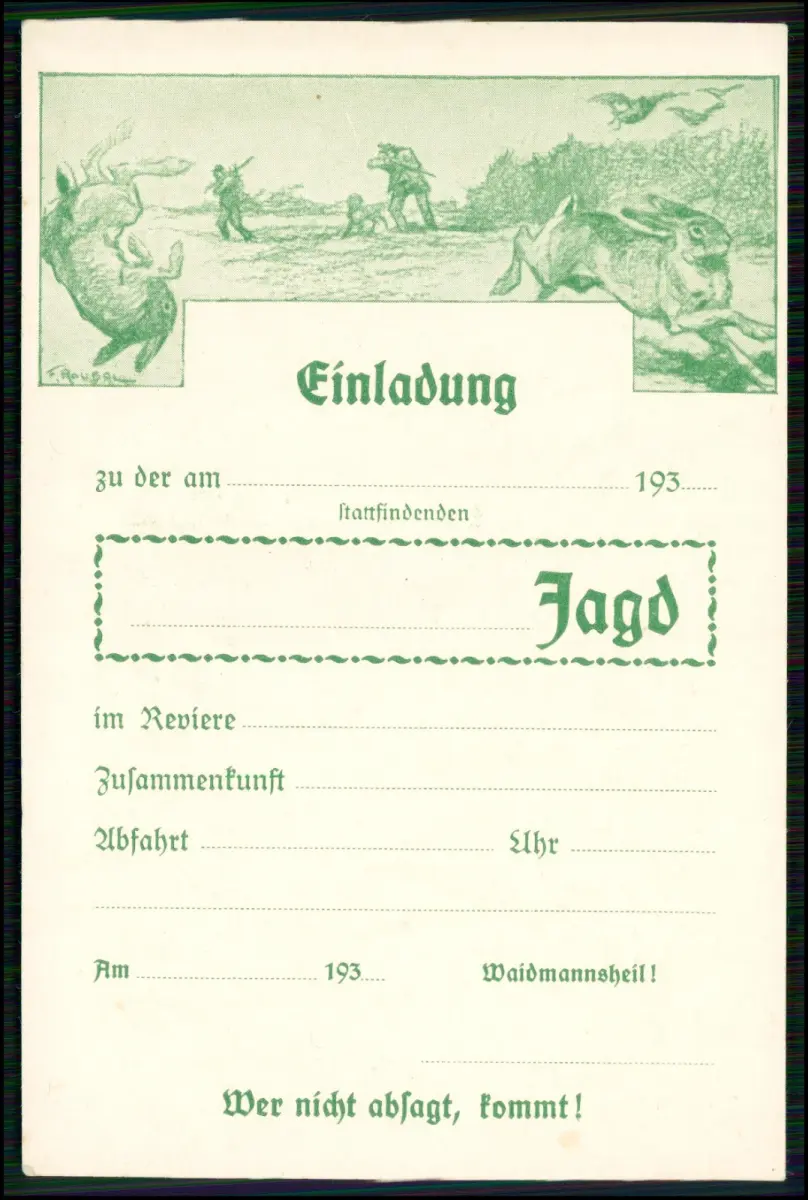 Einladung
zu der am 193
stattfindenden
Jagd
im Reviere
Zusammenkunft
Abfahrt Uhr
Am 193 Waidmannsheil!
Wer nicht absagt, kommt!